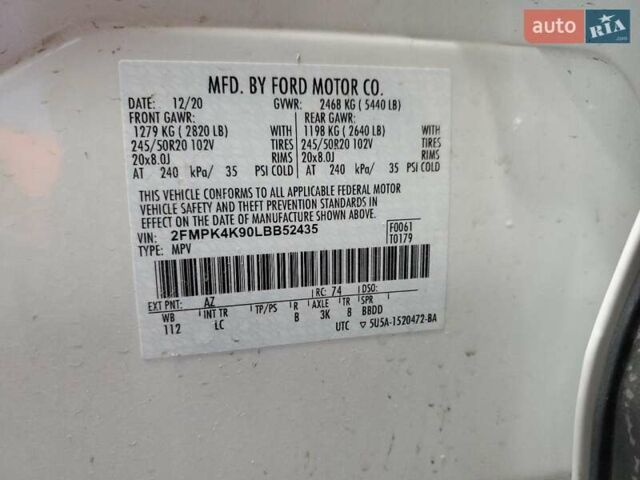 auto RIA.com
MFD. BY FORD MOTOR CO.
DATE: 12/20 GVWR: 2468 KG ( 5440 LB)
FRONT GAWR: REAR GAWR:
1279 KG ( 2820 LB) WITH 1198 KG ( 2640 LB) WITH
245/50R20 102V TIRES 245/50R20 102V TIRES
20x8.0J RIMS 20x8.0J RIMS
AT 240 kPa/ 35 PSI COLD AT 240 kPa/ 35 PSI COLD
THIS VEHICLE CONFORMS TO ALL APPLICABLE FEDERAL MOTOR
VEHICLE SAFETY AND THEFT PREVENTION STANDARDS IN
EFFECT ON THE DATE OF MANUFACTURE SHOWN ABOVE.
VIN: 2FMPK4K90LBB52435 F0061
TYPE: MPV T0179
EXT PNT: AZ RC: 74 DSO:
WB INT TR TP/PS R AXLE TR SPR
112 LC B 3K 8 BBDD
UTC ▽ 5U5A-1520472-BA